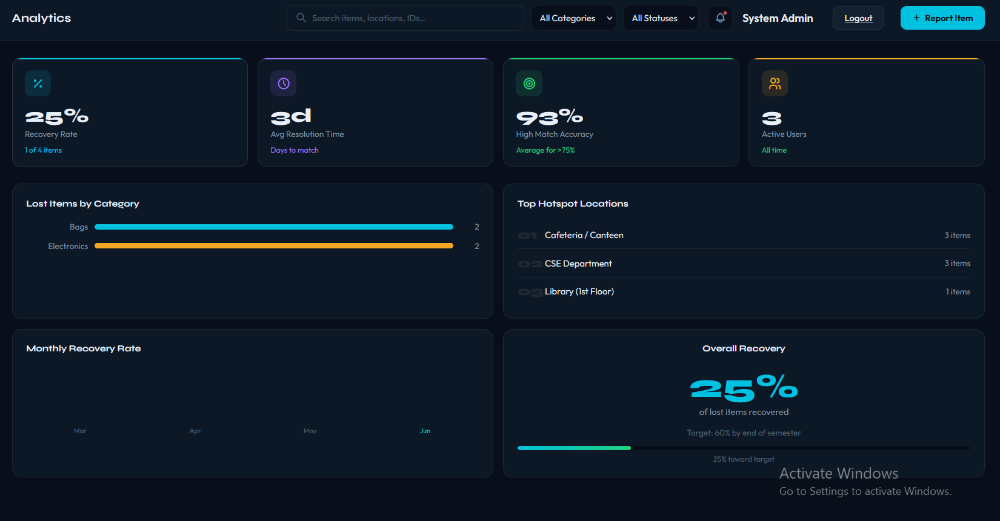 Analytics
Search items, locations, IDs...
All Categories
All Statuses
System Admin
Logout
+ Report Item
25%
Recovery Rate
1 of 4 items
3d
Avg Resolution Time
Days to match
93%
High Match Accuracy
Average for >75%
3
Active Users
All time
Lost Items by Category
Bags 2
Electronics 2
Top Hotspot Locations
01 Cafeteria / Canteen 3 items
02 CSE Department 3 items
03 Library (1st Floor) 1 items
Monthly Recovery Rate
Mar Apr May Jun
Overall Recovery
25%
of lost items recovered
Target: 60% by end of semester
25% toward target
Activate Windows
Go to Settings to activate Windows.